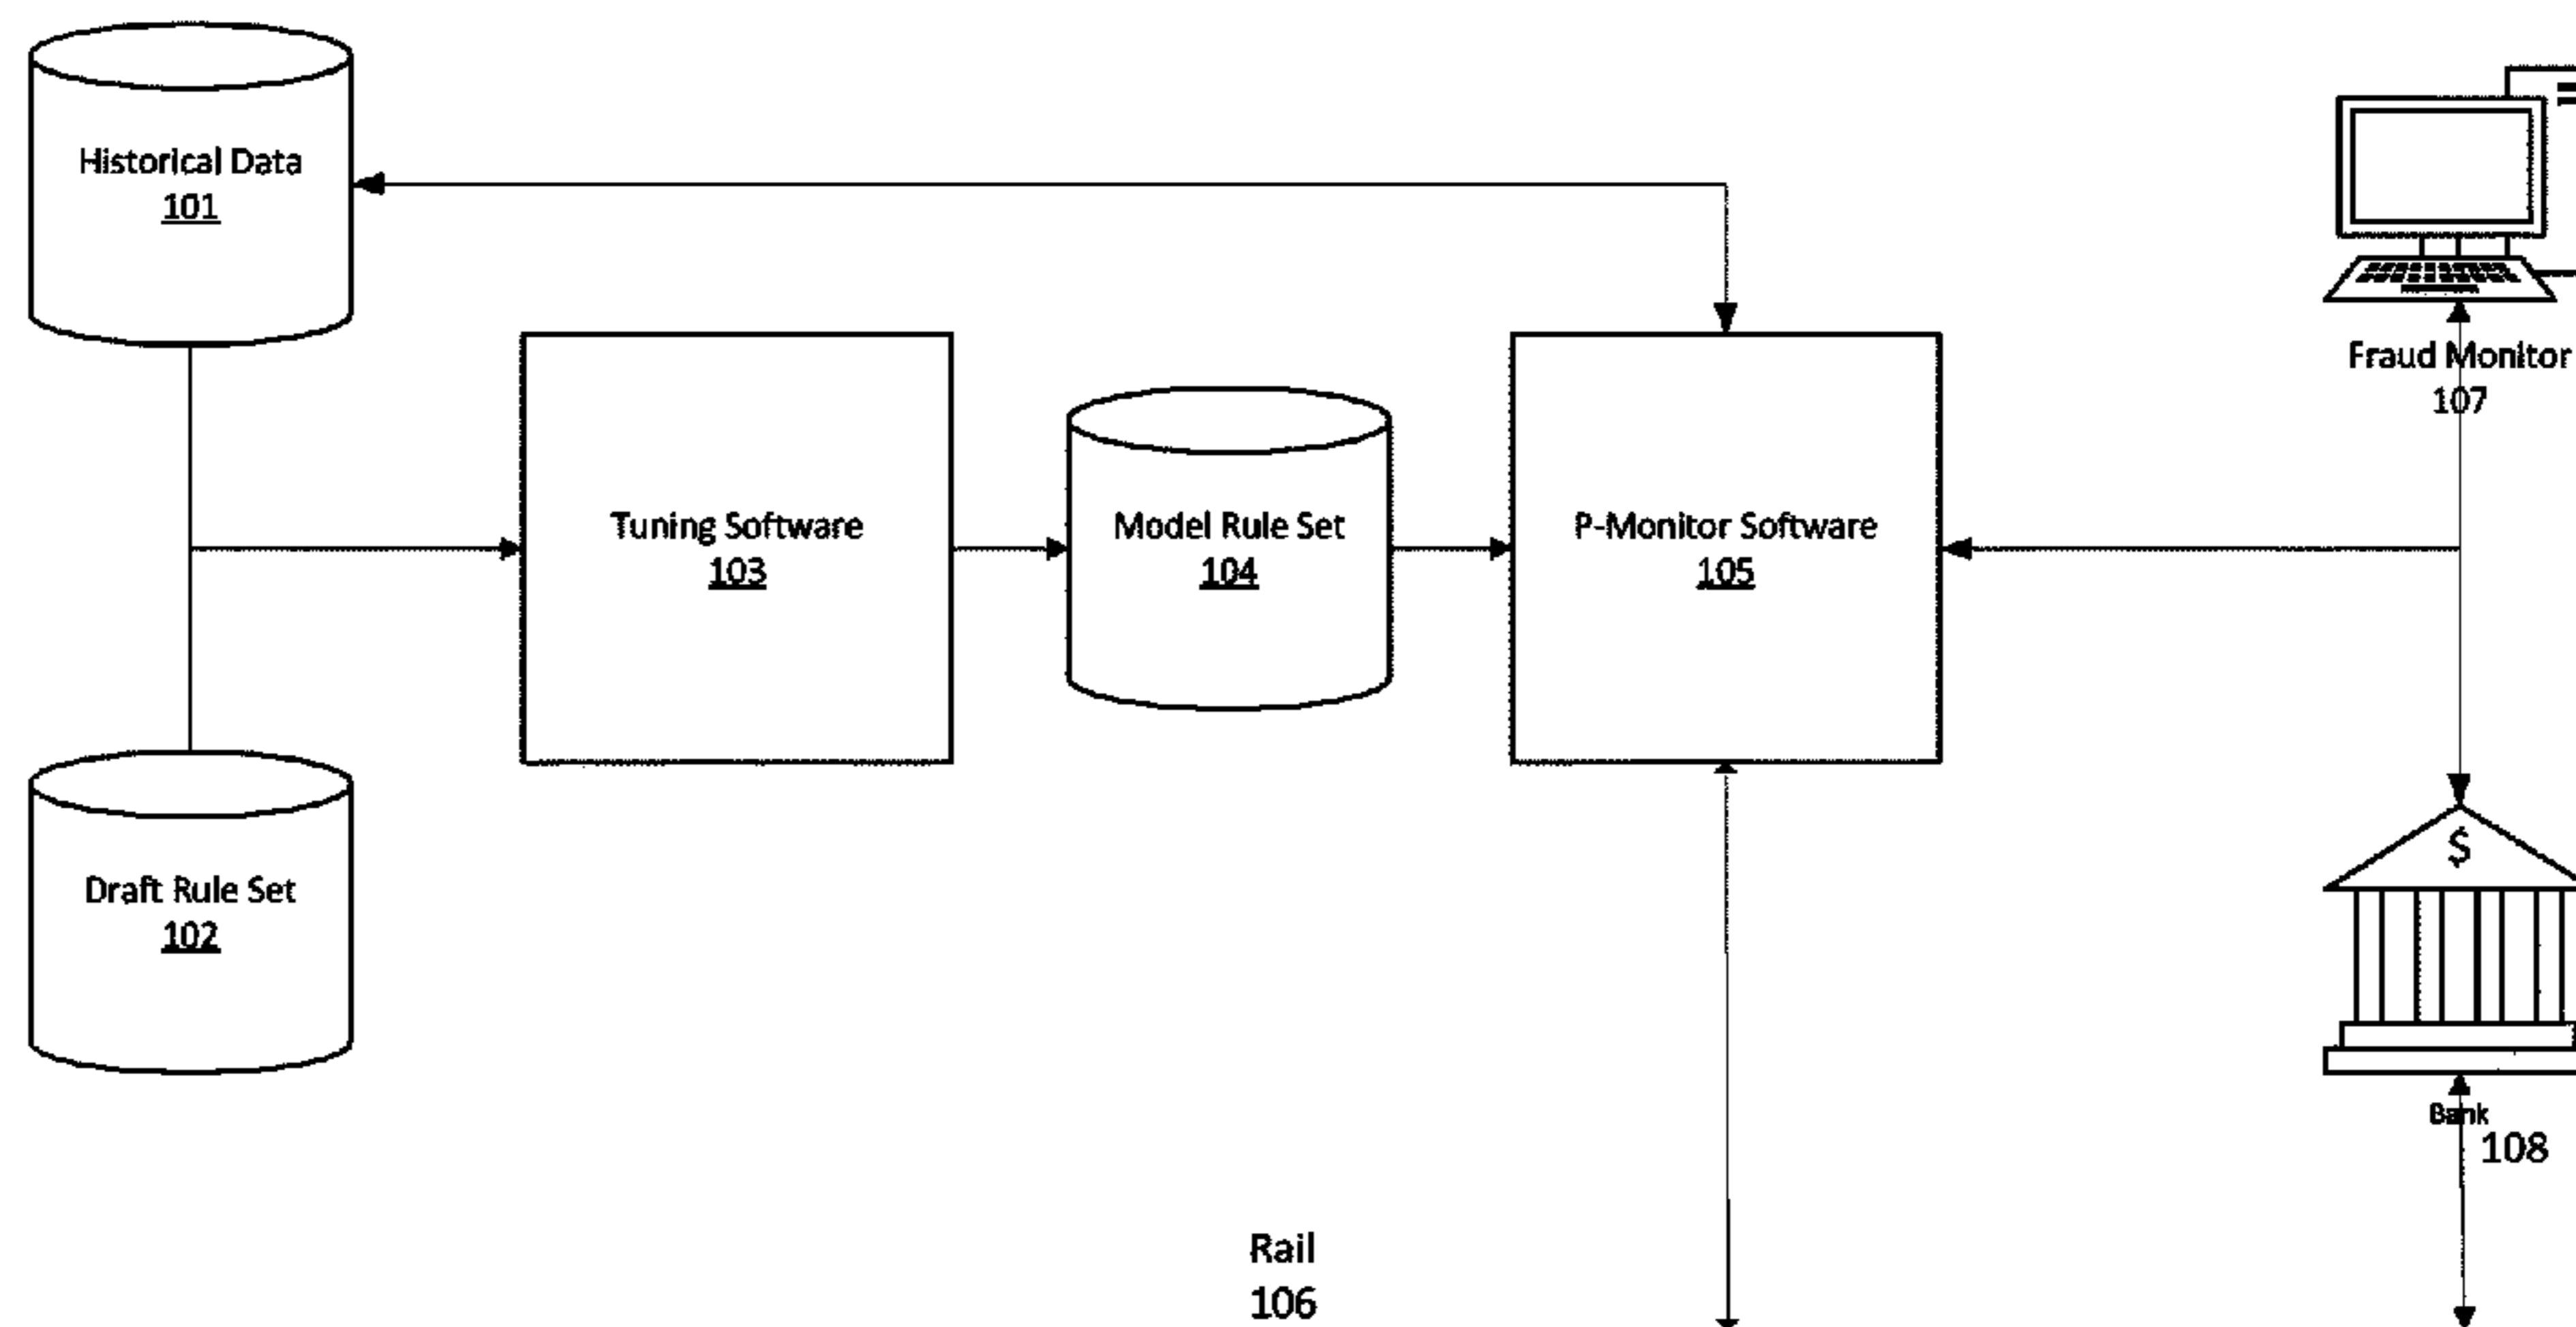 Historical Data
101
Tuning Software
103
Model Rule Set
104
P-Monitor Software
105
Fraud Monitor
107
Draft Rule Set
102
$
Bank
108
Rail
106